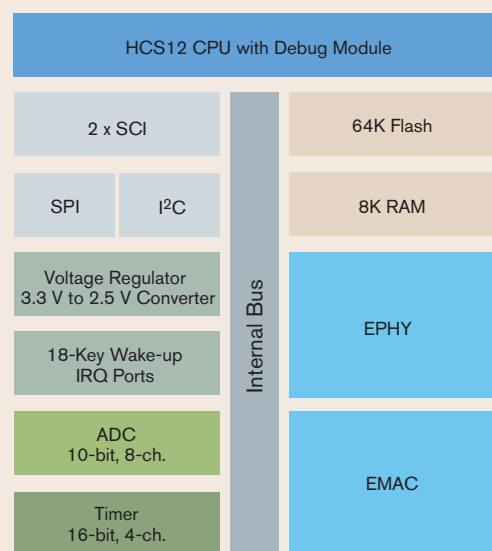 HCS12 CPU with Debug Module
2 x SCI
SPI
I²C
Voltage Regulator
3.3 V to 2.5 V Converter
18-Key Wake-up
IRQ Ports
ADC
10-bit, 8-ch.
Timer
16-bit, 4-ch.
Internal Bus
64K Flash
8K RAM
EPHY
EMAC